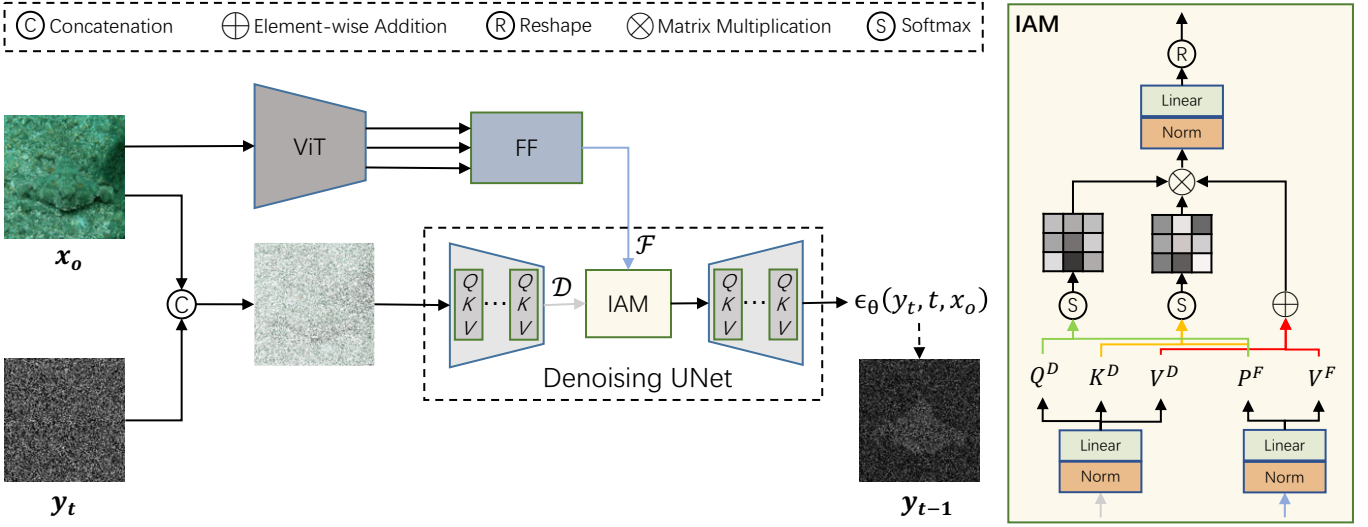 C Concatenation
Element-wise Addition
R Reshape
Matrix Multiplication
S Softmax
x_o
ViT
FF
ℱ
C
Q K V
...
Q K V
𝒟
IAM
Q K V
...
Q K V
Denoising UNet
ϵ_θ(y_t, t, x_o)
y_t
y_{t−1}
IAM
R
Linear
Norm
S
S
Q^D K^D V^D P^F V^F
Linear
Norm
Linear
Norm